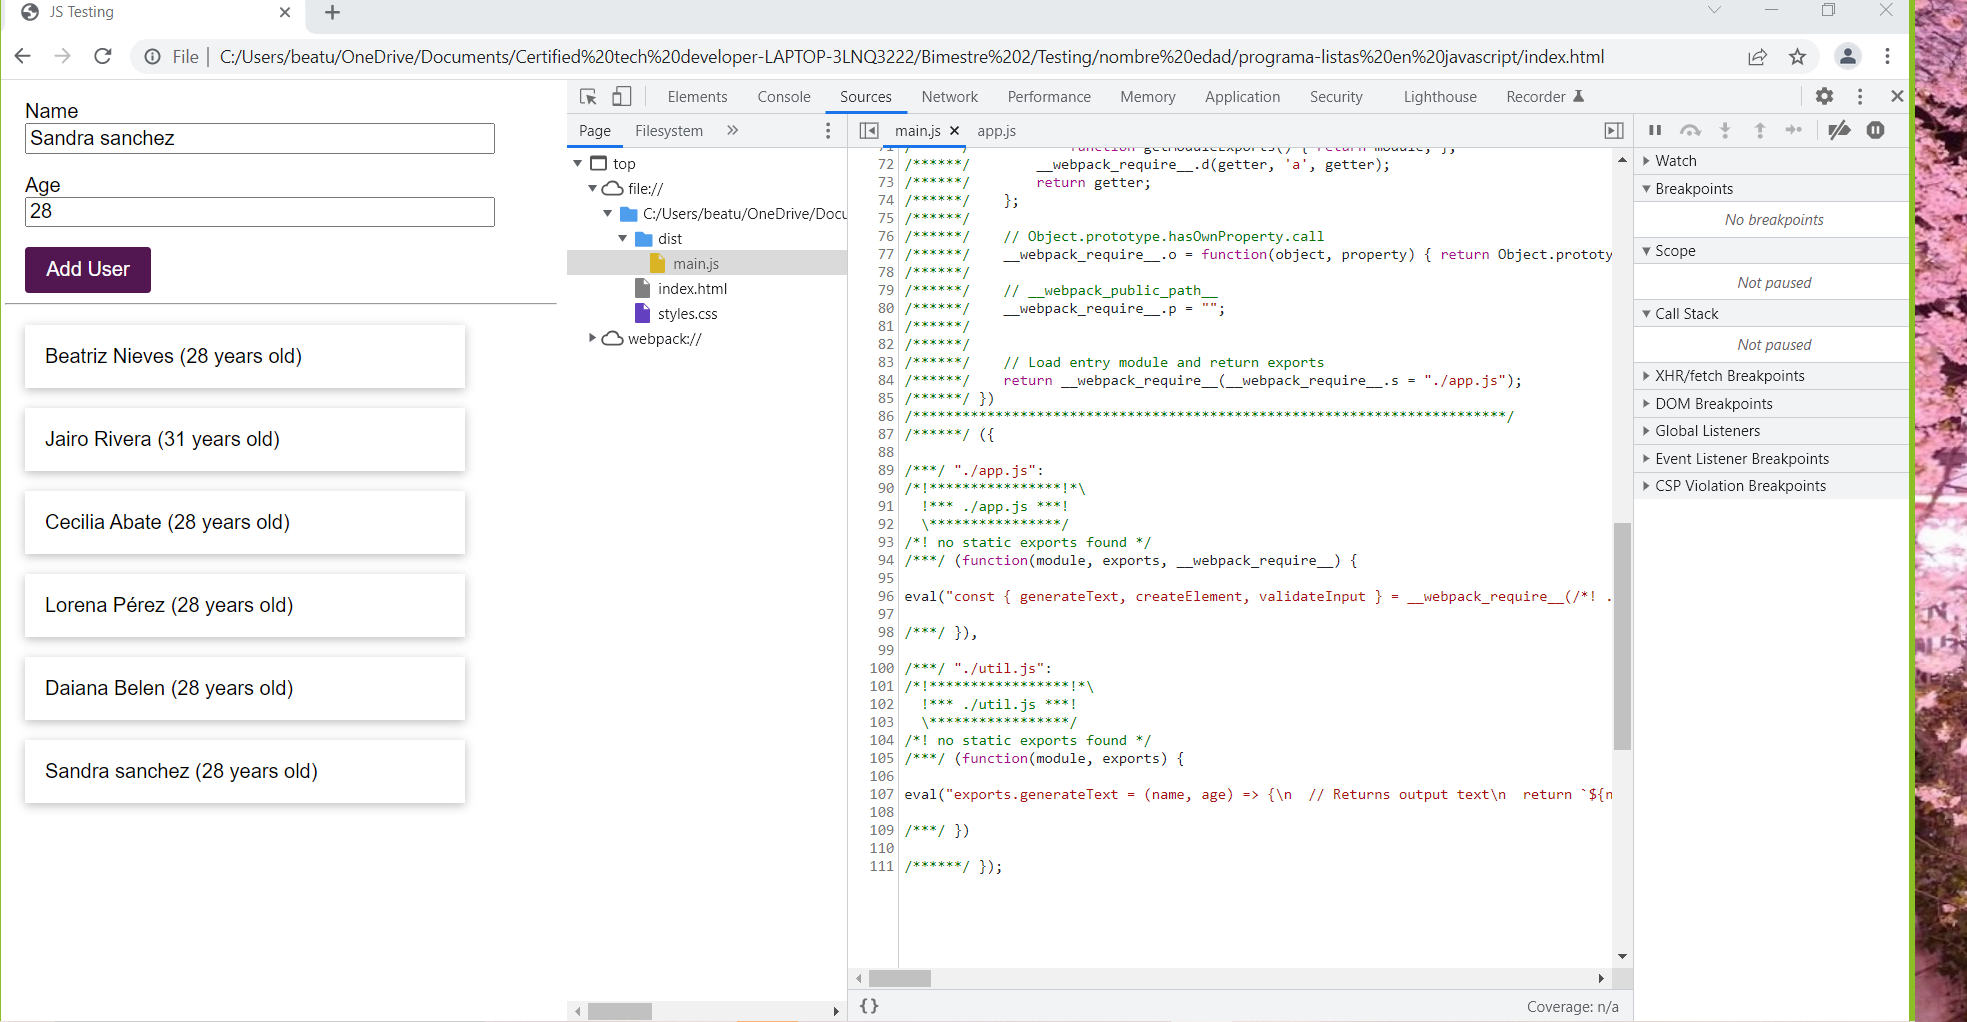 JS Testing
File
C:/Users/beatu/OneDrive/Documents/Certified%20tech%20developer-LAPTOP-3LNQ3222/Bimestre%202/Testing/nombre%20edad/programa-listas%20en%20javascript/index.html
Name
Sandra sanchez
Age
28
Add User
Beatriz Nieves (28 years old)
Jairo Rivera (31 years old)
Cecilia Abate (28 years old)
Lorena Pérez (28 years old)
Daiana Belen (28 years old)
Sandra sanchez (28 years old)
Elements Console Sources Network Performance Memory Application Security Lighthouse Recorder
Page Filesystem
top
file://
C:/Users/beatu/OneDrive/Docu
dist
main.js
index.html
styles.css
webpack://
main.js app.js
71 /******/ function getModuleExports() { return module; };
72 /******/ __webpack_require__.d(getter, 'a', getter);
73 /******/ return getter;
74 /******/ };
75 /******/
76 /******/ // Object.prototype.hasOwnProperty.call
77 /******/ __webpack_require__.o = function(object, property) { return Object.prototy
78 /******/
79 /******/ // __webpack_public_path__
80 /******/ __webpack_require__.p = "";
81 /******/
82 /******/
83 /******/ // Load entry module and return exports
84 /******/ return __webpack_require__(__webpack_require__.s = "./app.js");
85 /******/ })
86 /************************************************************************/
87 /******/ ({
88
89 /***/ "./app.js":
90 /*!****************!*\
91 !*** ./app.js ***!
92 \****************/
93 /*! no static exports found */
94 /***/ (function(module, exports, __webpack_require__) {
95
96 eval("const { generateText, createElement, validateInput } = __webpack_require__(/*! .
97
98 /***/ }),
99
100 /***/ "./util.js":
101 /*!*****************!*\
102 !*** ./util.js ***!
103 \*****************/
104 /*! no static exports found */
105 /***/ (function(module, exports) {
106
107 eval("exports.generateText = (name, age) => {\n // Returns output text\n return `${n
108
109 /***/ })
110
111 /******/ });
{}
Coverage: n/a
Watch
Breakpoints
No breakpoints
Scope
Not paused
Call Stack
Not paused
XHR/fetch Breakpoints
DOM Breakpoints
Global Listeners
Event Listener Breakpoints
CSP Violation Breakpoints